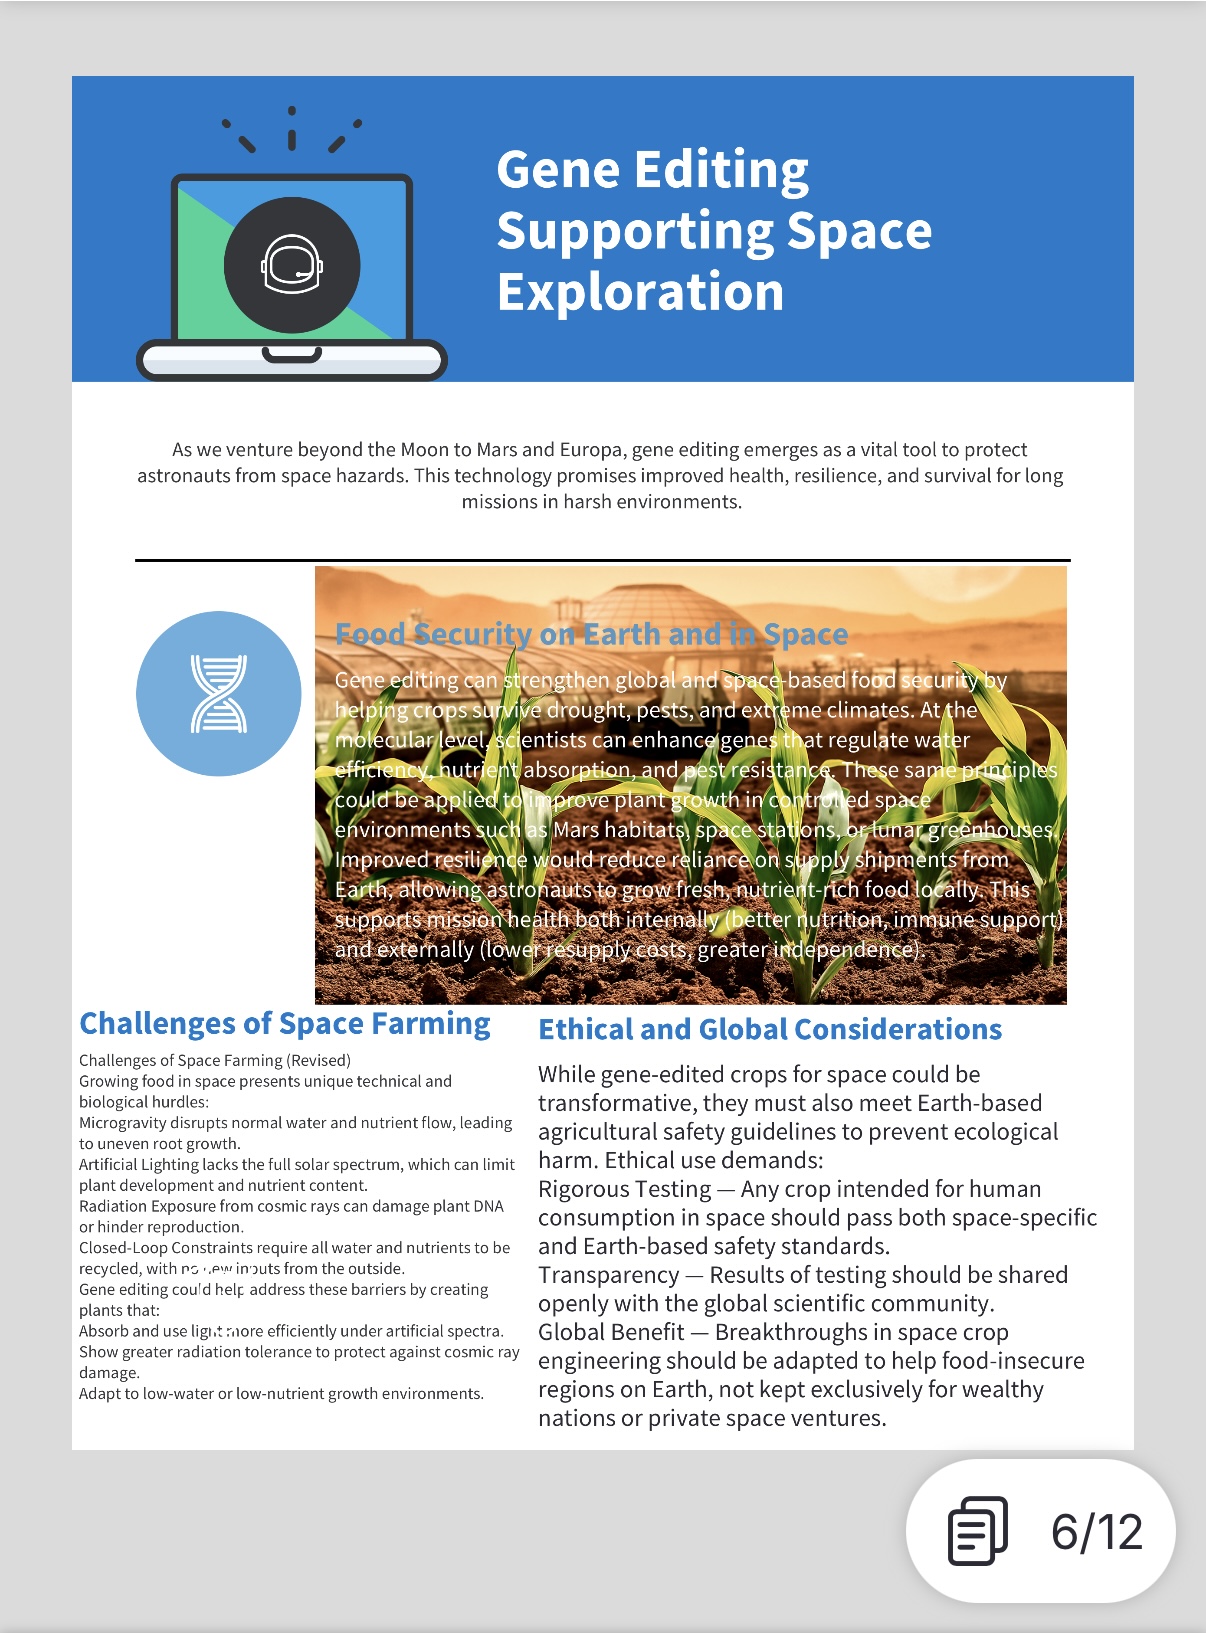 Gene Editing
Supporting Space
Exploration
As we venture beyond the Moon to Mars and Europa, gene editing emerges as a vital tool to protect
astronauts from space hazards. This technology promises improved health, resilience, and survival for long
missions in harsh environments.
Food Security on Earth and in Space
Gene editing can strengthen global and space-based food security by
helping crops survive drought, pests, and extreme climates. At the
molecular level, scientists can enhance genes that regulate water
efficiency, nutrient absorption, and pest resistance. These same principles
could be applied to improve plant growth in controlled space
environments such as Mars habitats, space stations, or lunar greenhouses.
Improved resilience would reduce reliance on supply shipments from
Earth, allowing astronauts to grow fresh, nutrient-rich food locally. This
supports mission health both internally (better nutrition, immune support)
and externally (lower resupply costs, greater independence).
Challenges of Space Farming
Challenges of Space Farming (Revised)
Growing food in space presents unique technical and
biological hurdles:
Microgravity disrupts normal water and nutrient flow, leading
to uneven root growth.
Artificial Lighting lacks the full solar spectrum, which can limit
plant development and nutrient content.
Radiation Exposure from cosmic rays can damage plant DNA
or hinder reproduction.
Closed-Loop Constraints require all water and nutrients to be
recycled, with no new inputs from the outside.
Gene editing could help address these barriers by creating
plants that:
Absorb and use light more efficiently under artificial spectra.
Show greater radiation tolerance to protect against cosmic ray
damage.
Adapt to low-water or low-nutrient growth environments.
Ethical and Global Considerations
While gene-edited crops for space could be
transformative, they must also meet Earth-based
agricultural safety guidelines to prevent ecological
harm. Ethical use demands:
Rigorous Testing — Any crop intended for human
consumption in space should pass both space-specific
and Earth-based safety standards.
Transparency — Results of testing should be shared
openly with the global scientific community.
Global Benefit — Breakthroughs in space crop
engineering should be adapted to help food-insecure
regions on Earth, not kept exclusively for wealthy
nations or private space ventures.
6/12